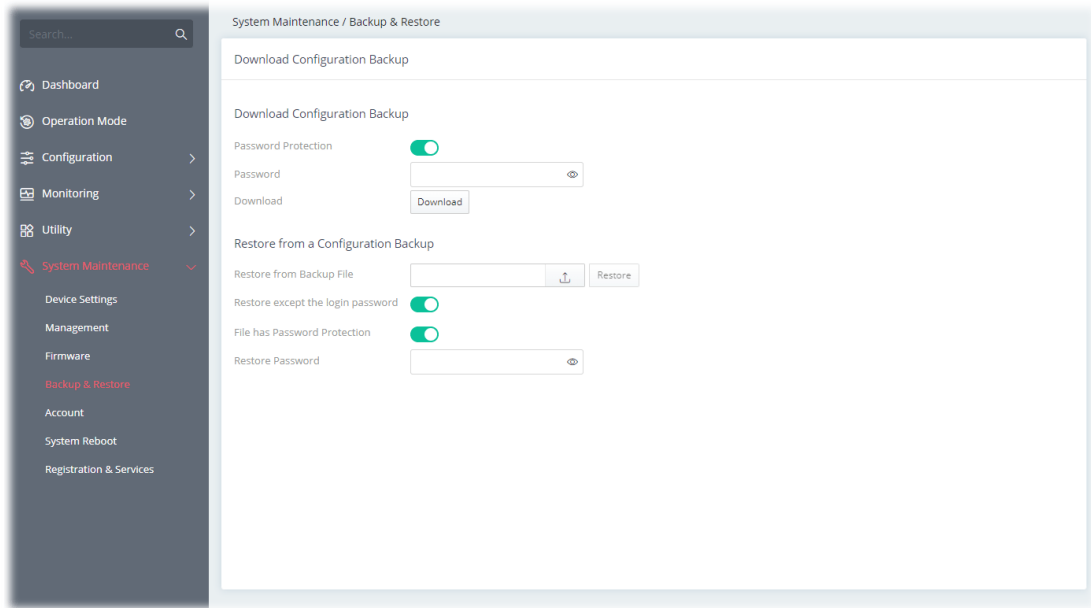 Search...
Dashboard
Operation Mode
Configuration
Monitoring
Utility
System Maintenance
Device Settings
Management
Firmware
Backup & Restore
Account
System Reboot
Registration & Services
System Maintenance / Backup & Restore
Download Configuration Backup
Download Configuration Backup
Password Protection
Password
Download Download
Restore from a Configuration Backup
Restore from Backup File Restore
Restore except the login password
File has Password Protection
Restore Password